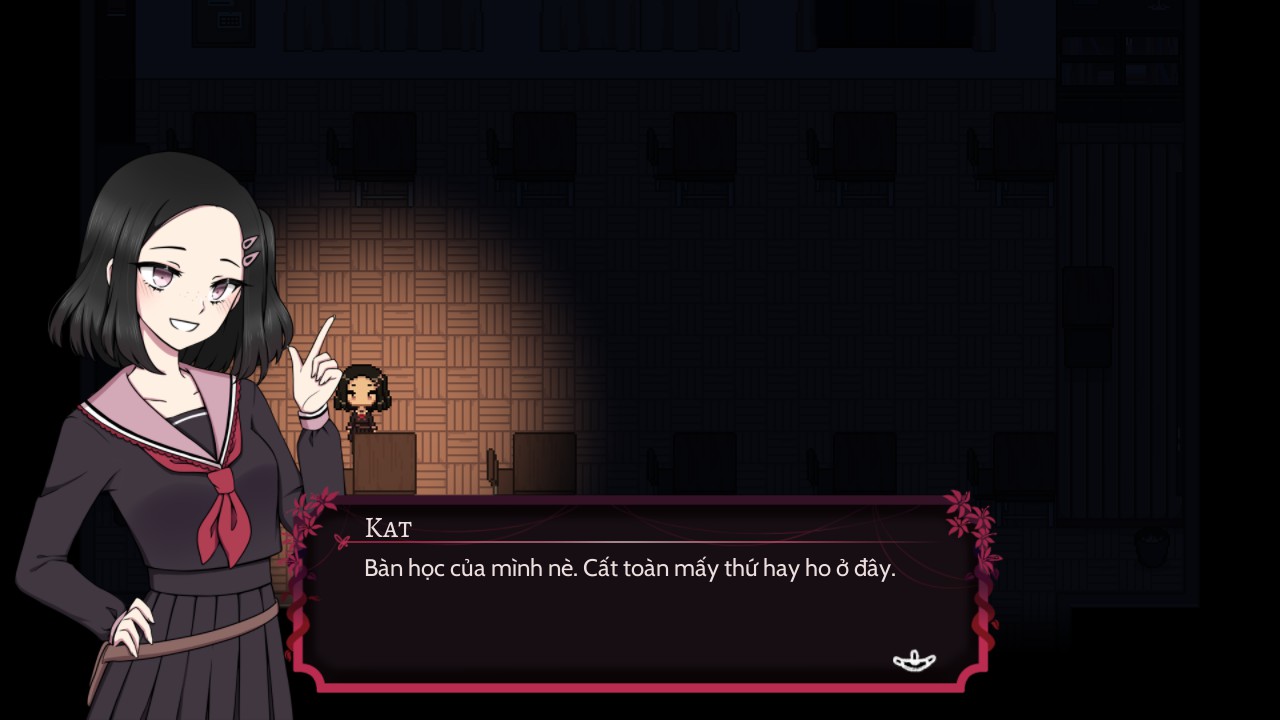 Kat
Bàn học của mình nè. Cất toàn mấy thứ hay ho ở đây.